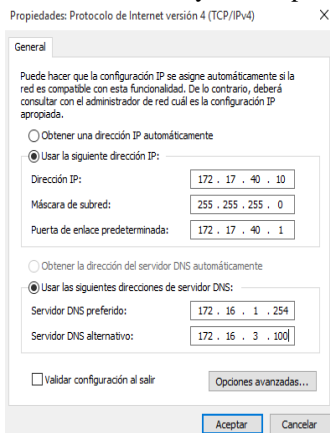 Propiedades: Protocolo de Internet versión 4 (TCP/IPv4)
General
Puede hacer que la configuración IP se asigne automáticamente si la
red es compatible con esta funcionalidad. De lo contrario, deberá
consultar con el administrador de red cuál es la configuración IP
apropiada.
Obtener una dirección IP automáticamente
Usar la siguiente dirección IP:
Dirección IP: 172 . 17 . 40 . 10
Máscara de subred: 255 . 255 . 255 . 0
Puerta de enlace predeterminada: 172 . 17 . 40 . 1
Obtener la dirección del servidor DNS automáticamente
Usar las siguientes direcciones de servidor DNS:
Servidor DNS preferido: 172 . 16 . 1 . 254
Servidor DNS alternativo: 172 . 16 . 3 . 100
Validar configuración al salir
Opciones avanzadas...
Aceptar Cancelar